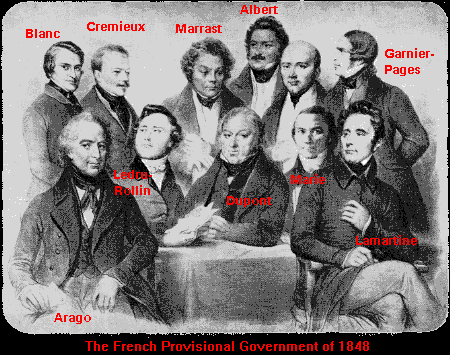 Albert
Cremieux
Marrast
Blanc
Garnier-
Pages
Ledru-
Rollin
Marie
Dupont
Lamartine
Arago
The French Provisional Government of 1848